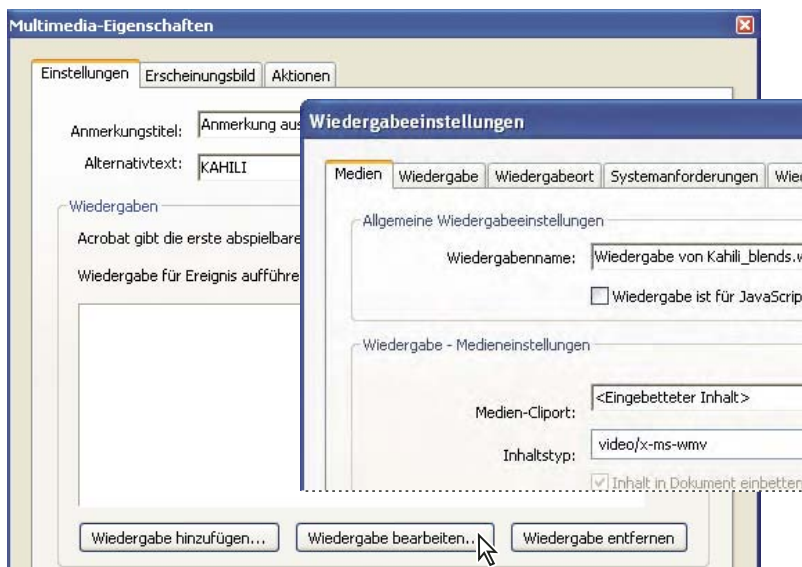 Multimedia-Eigenschaften
Einstellungen Erscheinungsbild Aktionen
Anmerkungstitel: Anmerkung aus
Alternativtext: KAHILI
Wiedergaben
Acrobat gibt die erste abspielbare
Wiedergabe für Ereignis aufführe
Wiedergabe hinzufügen... Wiedergabe bearbeiten... Wiedergabe entfernen
Wiedergabeeinstellungen
Medien Wiedergabe Wiedergabeort Systemanforderungen Wied
Allgemeine Wiedergabeeinstellungen
Wiedergabenname: Wiedergabe von Kahili_blends.w
Wiedergabe ist für JavaScrip
Wiedergabe - Medieneinstellungen
Medien-Cliport: <Eingebetteter Inhalt>
Inhaltstyp: video/x-ms-wmv
Inhalt in Dokument einbetten